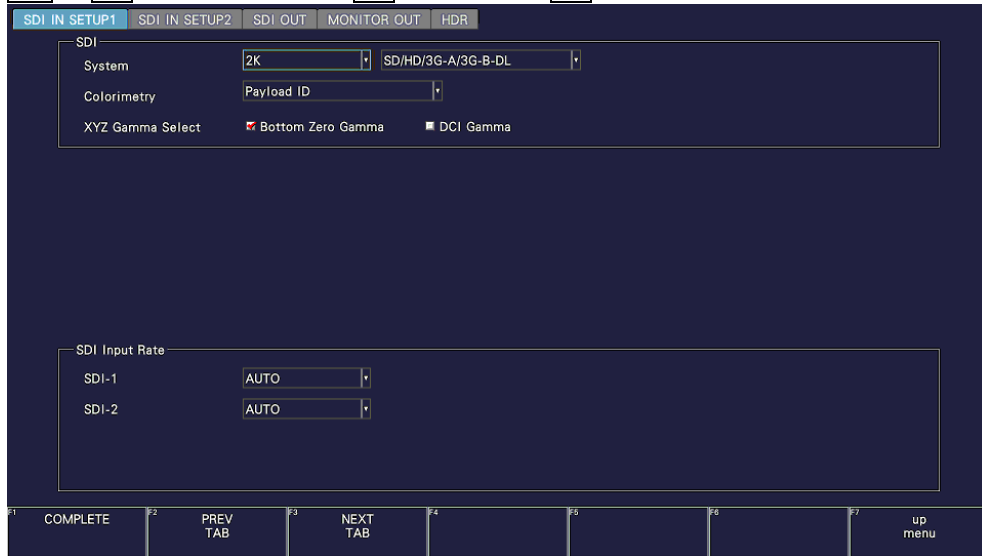 SDI IN SETUP1 SDI IN SETUP2 SDI OUT MONITOR OUT HDR
SDI
System 2K SD/HD/3G-A/3G-B-DL
Colorimetry Payload ID
XYZ Gamma Select Bottom Zero Gamma DCI Gamma
SDI Input Rate
SDI-1 AUTO
SDI-2 AUTO
F1 COMPLETE F2 PREV F3 NEXT F4 F5 F6 F7 up
TAB TAB menu